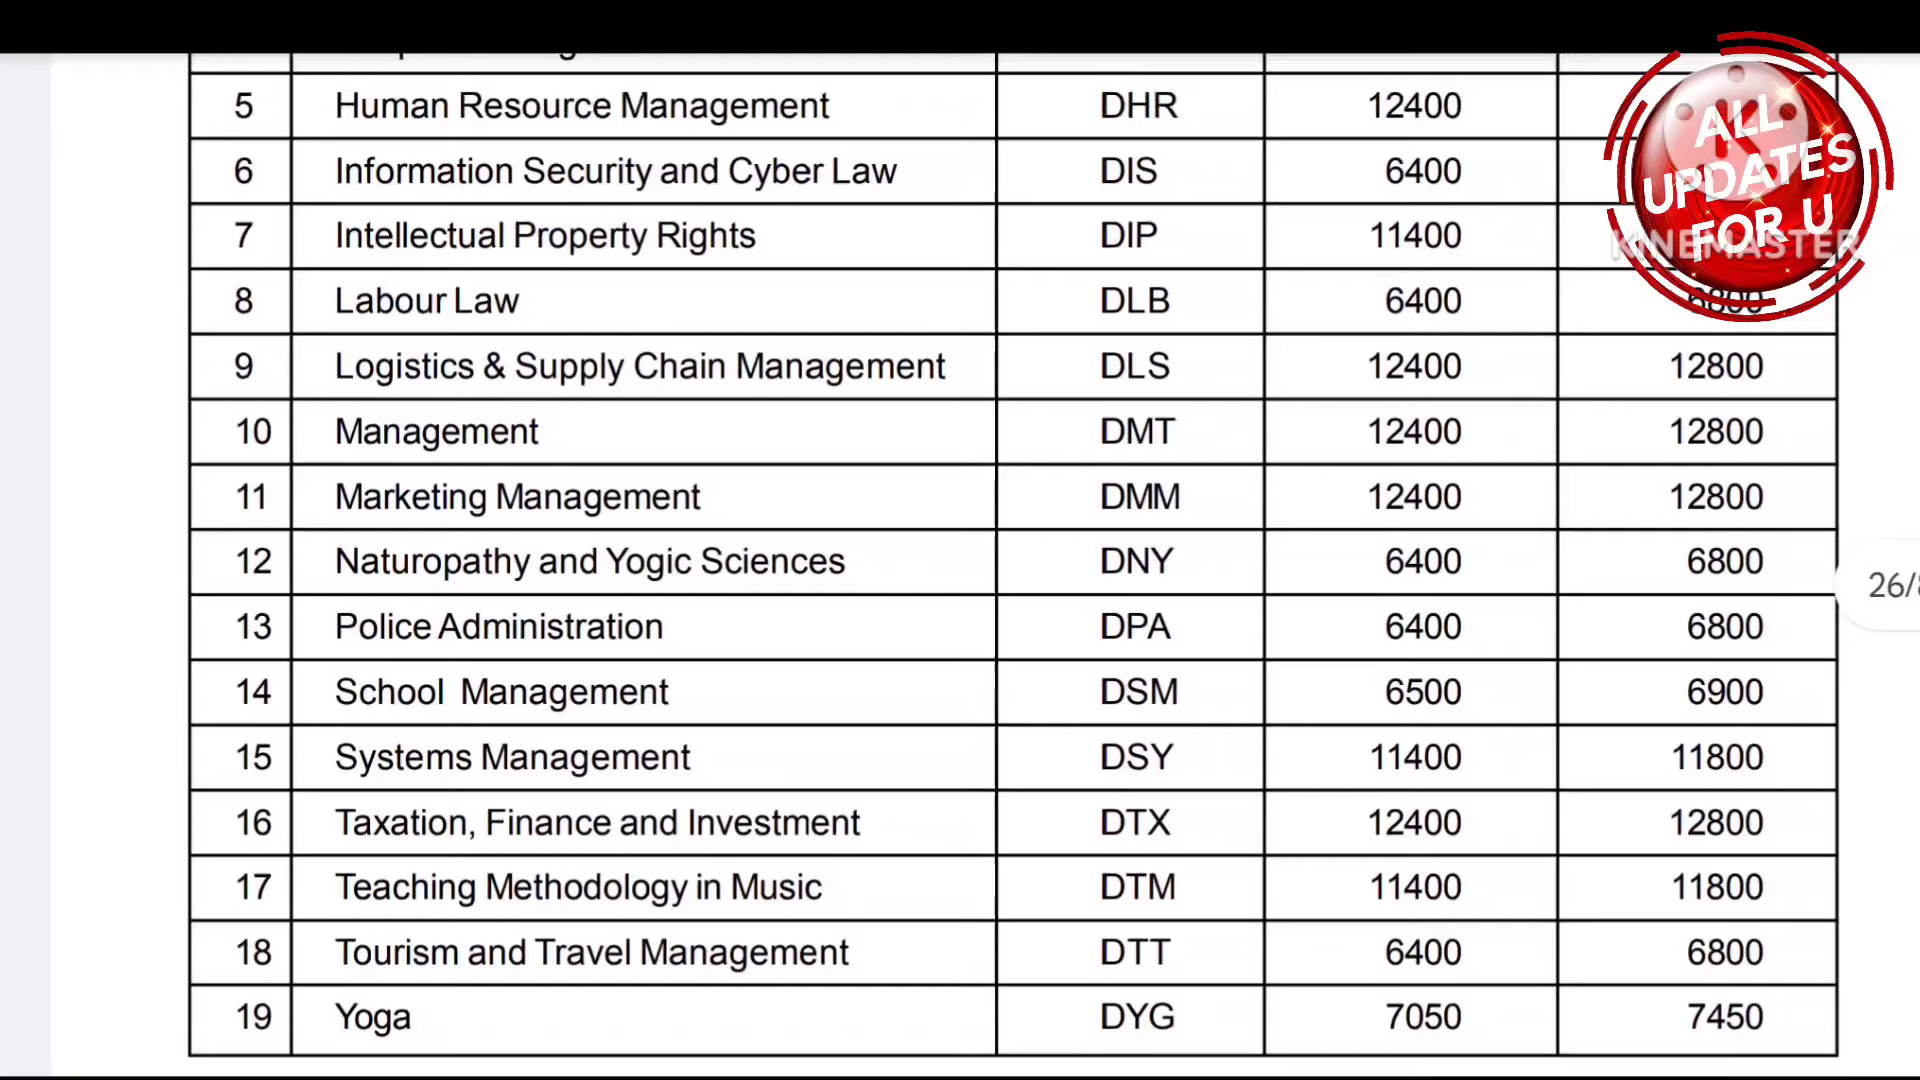 5 Human Resource Management DHR 12400
6 Information Security and Cyber Law DIS 6400
7 Intellectual Property Rights DIP 11400
8 Labour Law DLB 6400 6800
9 Logistics & Supply Chain Management DLS 12400 12800
10 Management DMT 12400 12800
11 Marketing Management DMM 12400 12800
12 Naturopathy and Yogic Sciences DNY 6400 6800
13 Police Administration DPA 6400 6800
14 School Management DSM 6500 6900
15 Systems Management DSY 11400 11800
16 Taxation, Finance and Investment DTX 12400 12800
17 Teaching Methodology in Music DTM 11400 11800
18 Tourism and Travel Management DTT 6400 6800
19 Yoga DYG 7050 7450
ALL
UPDATES
FOR U
KINEMASTER
26/